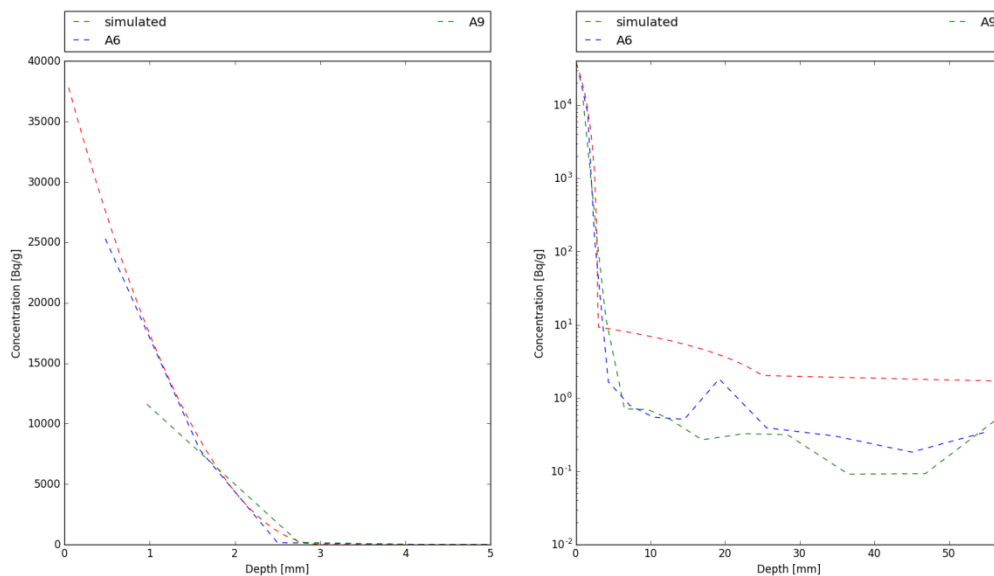 simulated
A6
A9
40000
35000
30000
25000
20000
15000
10000
5000
0
Concentration [Bq/g]
0 1 2 3 4 5
Depth [mm]
simulated
A6
A9
10^4
10^3
10^2
10^1
10^0
10^-1
10^-2
Concentration [Bq/g]
0 10 20 30 40 50
Depth [mm]